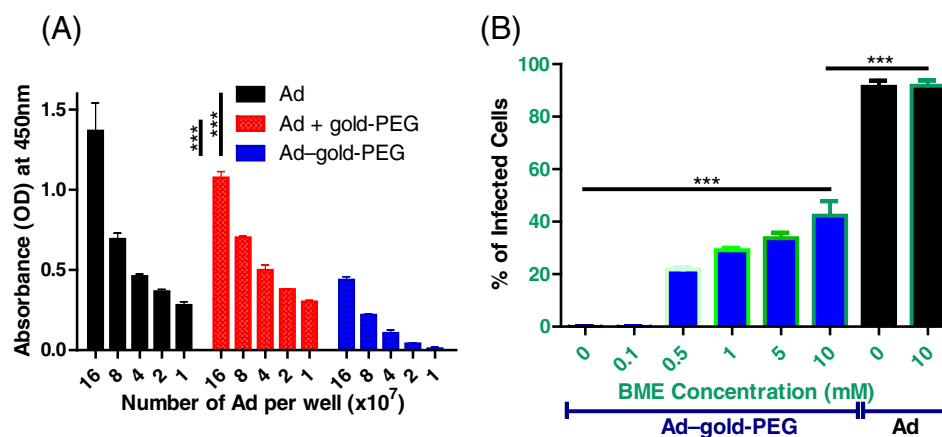 (A)
Absorbance (OD) at 450nm
1.5
1.0
0.5
0.0
***
***
Ad
Ad + gold-PEG
Ad–gold-PEG
16 8 4 2 1 16 8 4 2 1 16 8 4 2 1
Number of Ad per well (x10⁷)
(B)
% of Infected Cells
100
80
60
40
20
0
***
***
0 0.1 0.5 1 5 10 0 10
BME Concentration (mM)
Ad–gold-PEG Ad